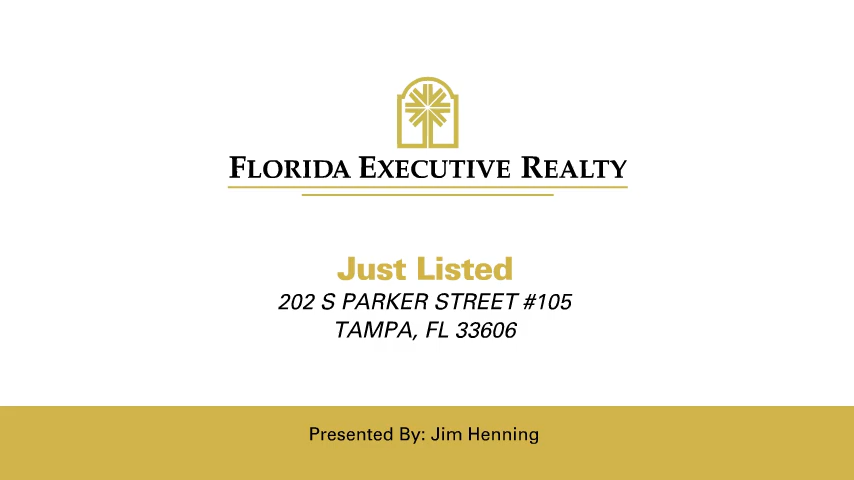 FLORIDA EXECUTIVE REALTY
Just Listed
202 S PARKER STREET #105
TAMPA, FL 33606
Presented By: Jim Henning